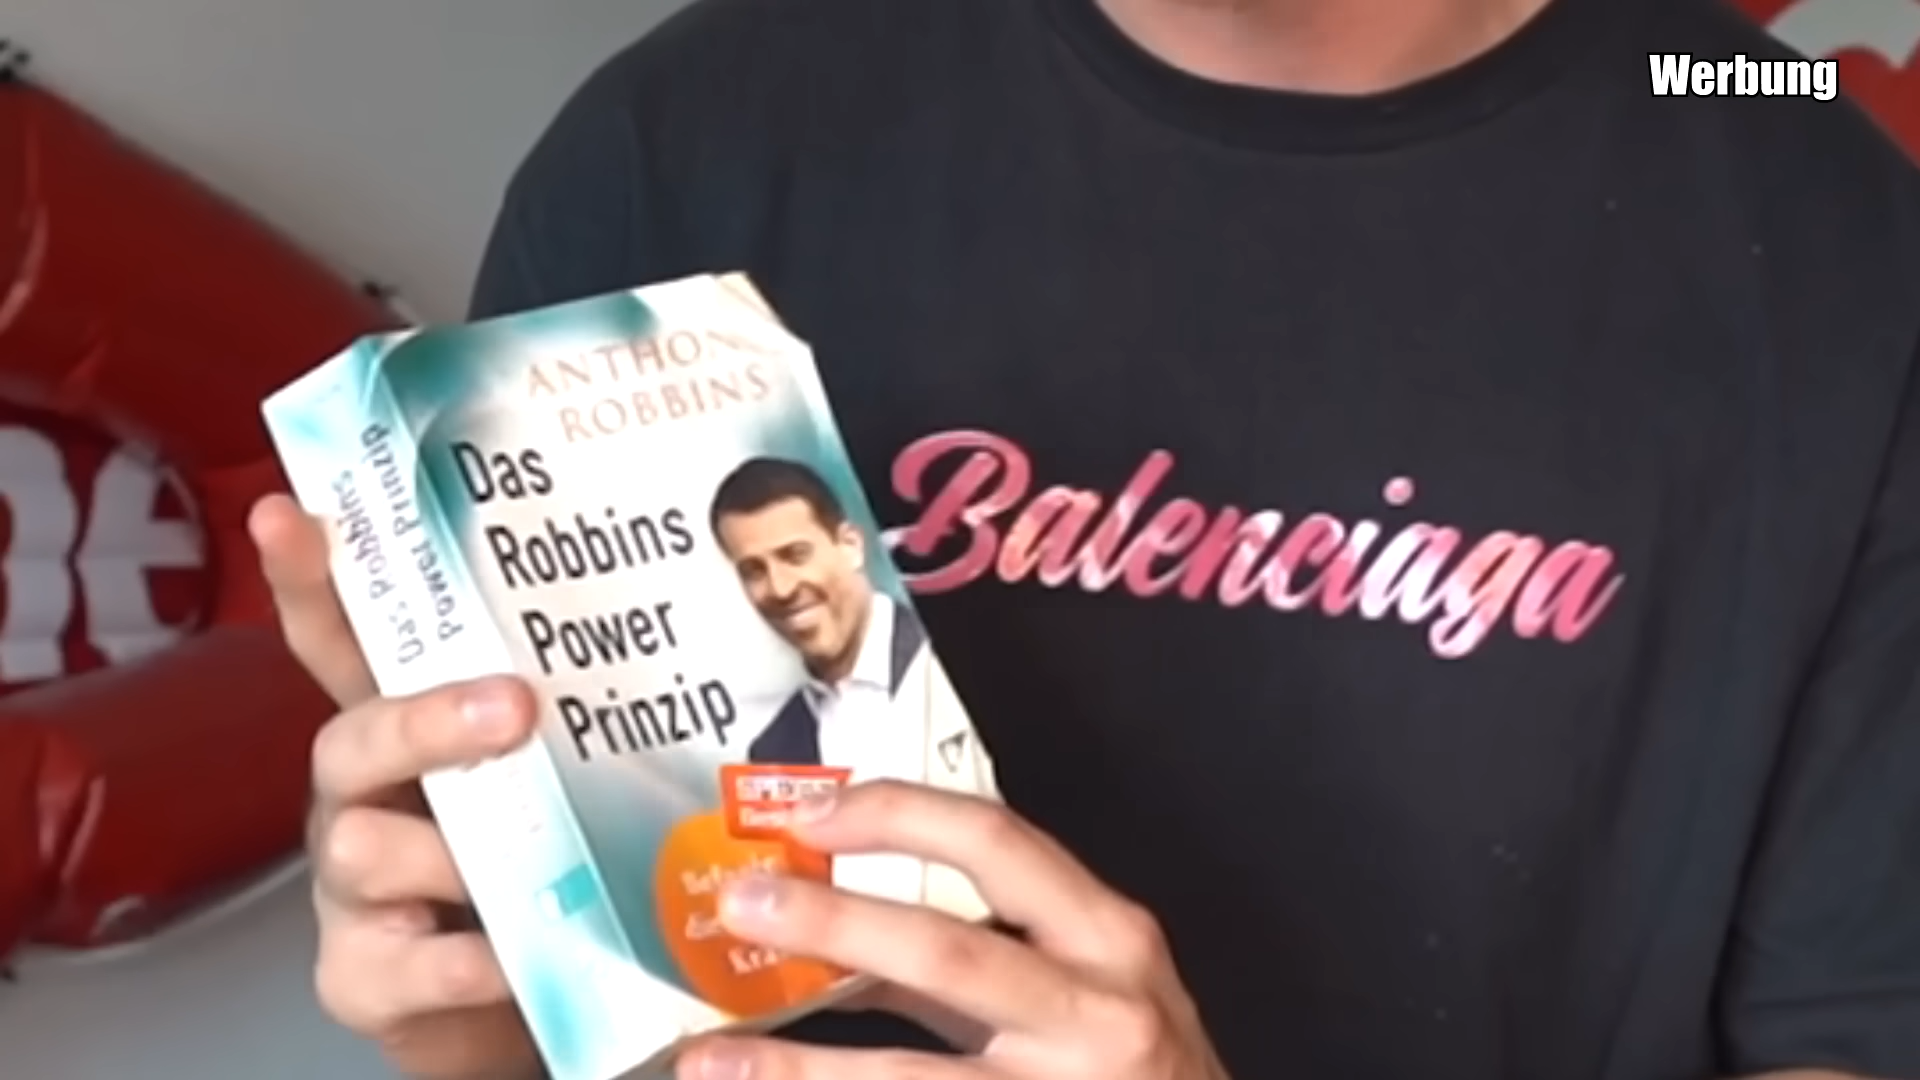 Werbung
ANTHONY
ROBBINS
Das
Robbins
Power
Prinzip
Das Robbins
Power Prinzip
Balenciaga